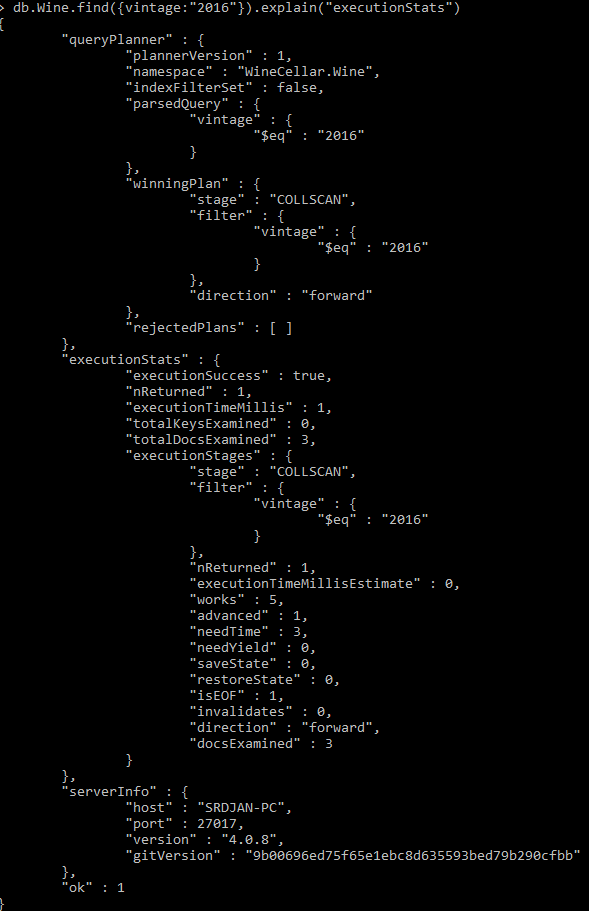 > db.Wine.find({vintage:"2016"}).explain("executionStats")
{
        "queryPlanner" : {
                "plannerVersion" : 1,
                "namespace" : "WineCellar.Wine",
                "indexFilterSet" : false,
                "parsedQuery" : {
                        "vintage" : {
                                "$eq" : "2016"
                        }
                },
                "winningPlan" : {
                        "stage" : "COLLSCAN",
                        "filter" : {
                                "vintage" : {
                                        "$eq" : "2016"
                                }
                        },
                        "direction" : "forward"
                },
                "rejectedPlans" : [ ]
        },
        "executionStats" : {
                "executionSuccess" : true,
                "nReturned" : 1,
                "executionTimeMillis" : 1,
                "totalKeysExamined" : 0,
                "totalDocsExamined" : 3,
                "executionStages" : {
                        "stage" : "COLLSCAN",
                        "filter" : {
                                "vintage" : {
                                        "$eq" : "2016"
                                }
                        },
                        "nReturned" : 1,
                        "executionTimeMillisEstimate" : 0,
                        "works" : 5,
                        "advanced" : 1,
                        "needTime" : 3,
                        "needYield" : 0,
                        "saveState" : 0,
                        "restoreState" : 0,
                        "isEOF" : 1,
                        "invalidates" : 0,
                        "direction" : "forward",
                        "docsExamined" : 3
                }
        },
        "serverInfo" : {
                "host" : "SRDJAN-PC",
                "port" : 27017,
                "version" : "4.0.8",
                "gitVersion" : "9b00696ed75f65e1ebc8d635593bed79b290cfbb"
        },
        "ok" : 1
}